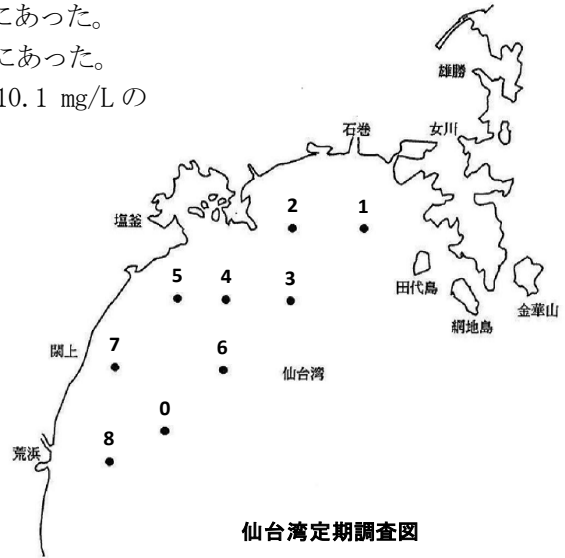 にあった。
にあった。
10.1 mg/L の
雄勝
石巻
女川
塩釜
2
1
田代島
金華山
網地島
5
4
3
閖上
7
6
仙台湾
0
荒浜
8
仙台湾定期調査図